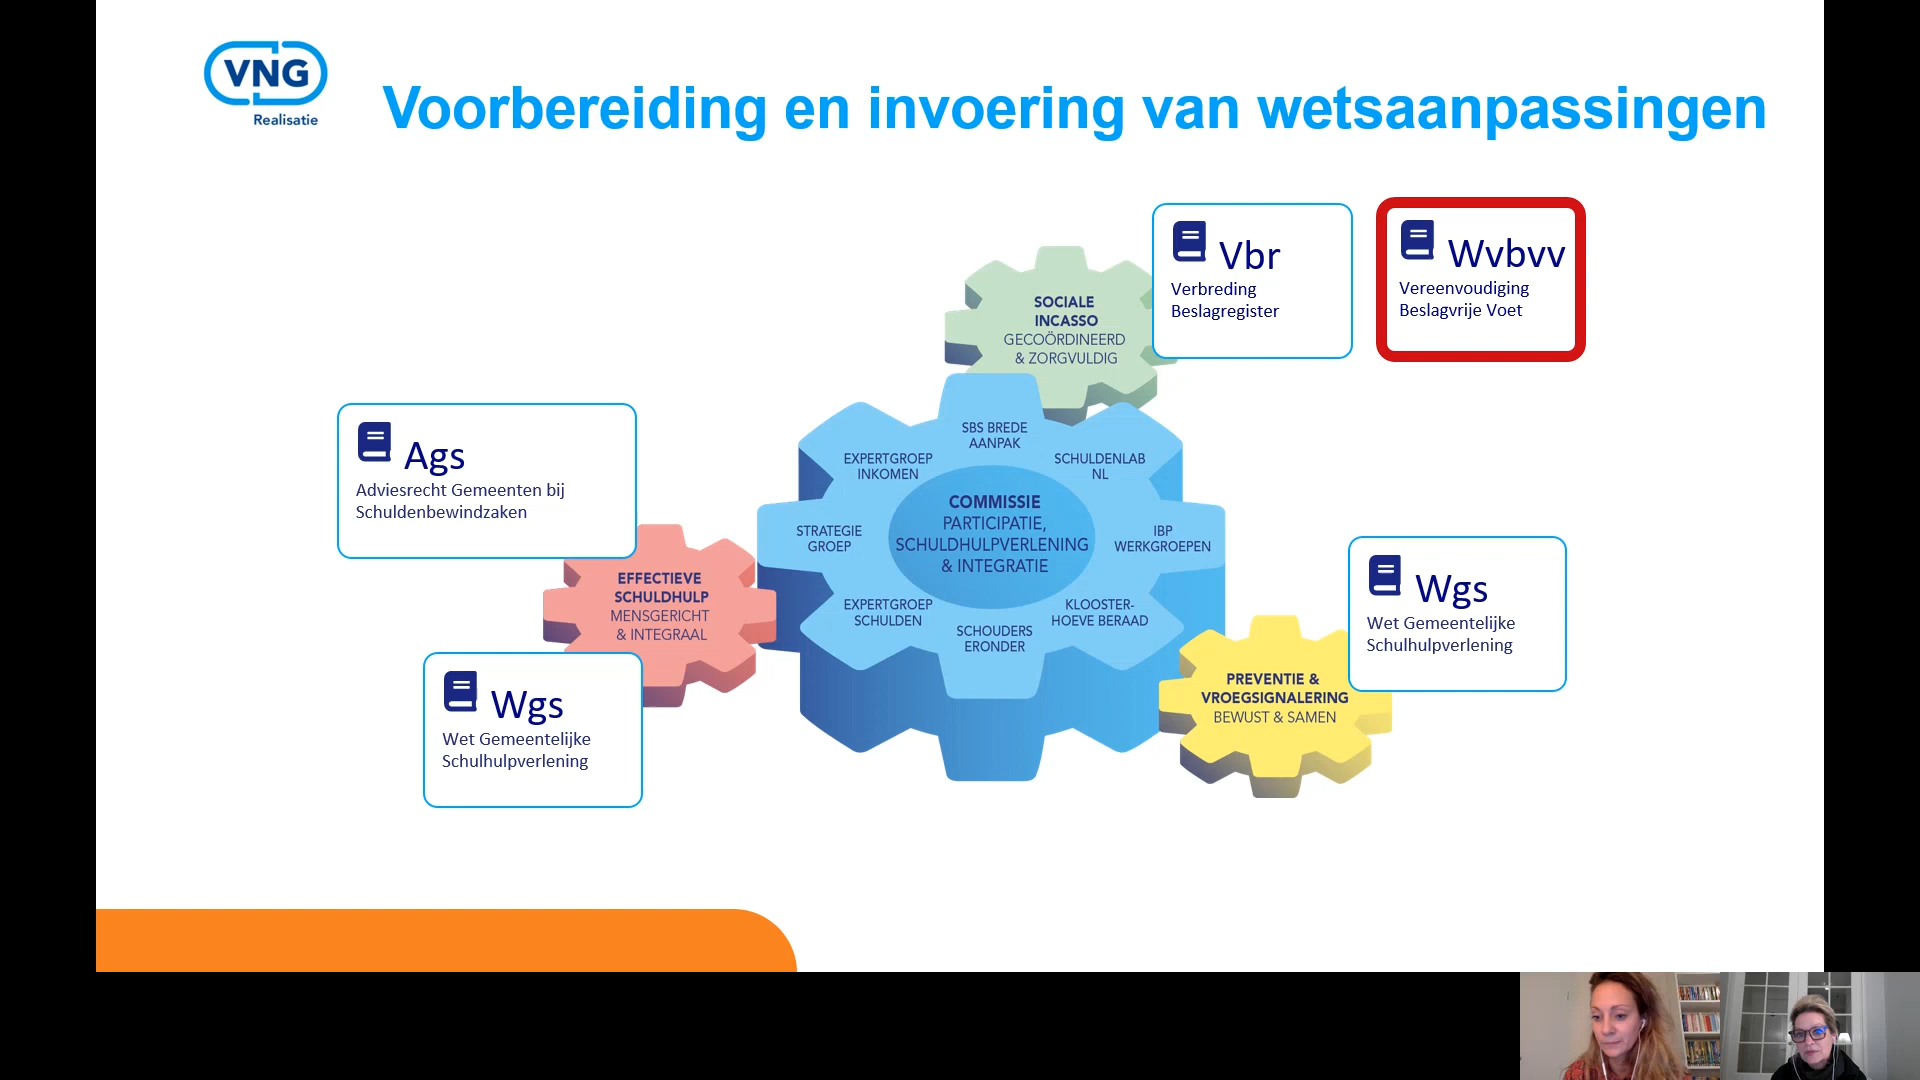 VNG
Realisatie
Voorbereiding en invoering van wetsaanpassingen
Vbr
Verbreding
Beslagregister
Wvbvv
Vereenvoudiging
Beslagvrije Voet
SOCIALE
INCASSO
GECOÖRDINEERD
& ZORGVULDIG
Ags
Adviesrecht Gemeenten bij
Schuldenbewindzaken
SBS BREDE
AANPAK
EXPERTGROEP
INKOMEN
SCHULDENLAB
NL
COMMISSIE
PARTICIPATIE,
SCHULDHULPVERLENING
& INTEGRATIE
STRATEGIE
GROEP
IBP
WERKGROEPEN
EXPERTGROEP
SCHULDEN
SCHOUDERS
ERONDER
KLOOSTER-
HOEVE BERAAD
EFFECTIEVE
SCHULDHULP
MENSGERICHT
& INTEGRAAL
Wgs
Wet Gemeentelijke
Schulhulpverlening
PREVENTIE &
VROEGSIGNALERING
BEWUST & SAMEN
Wgs
Wet Gemeentelijke
Schulhulpverlening